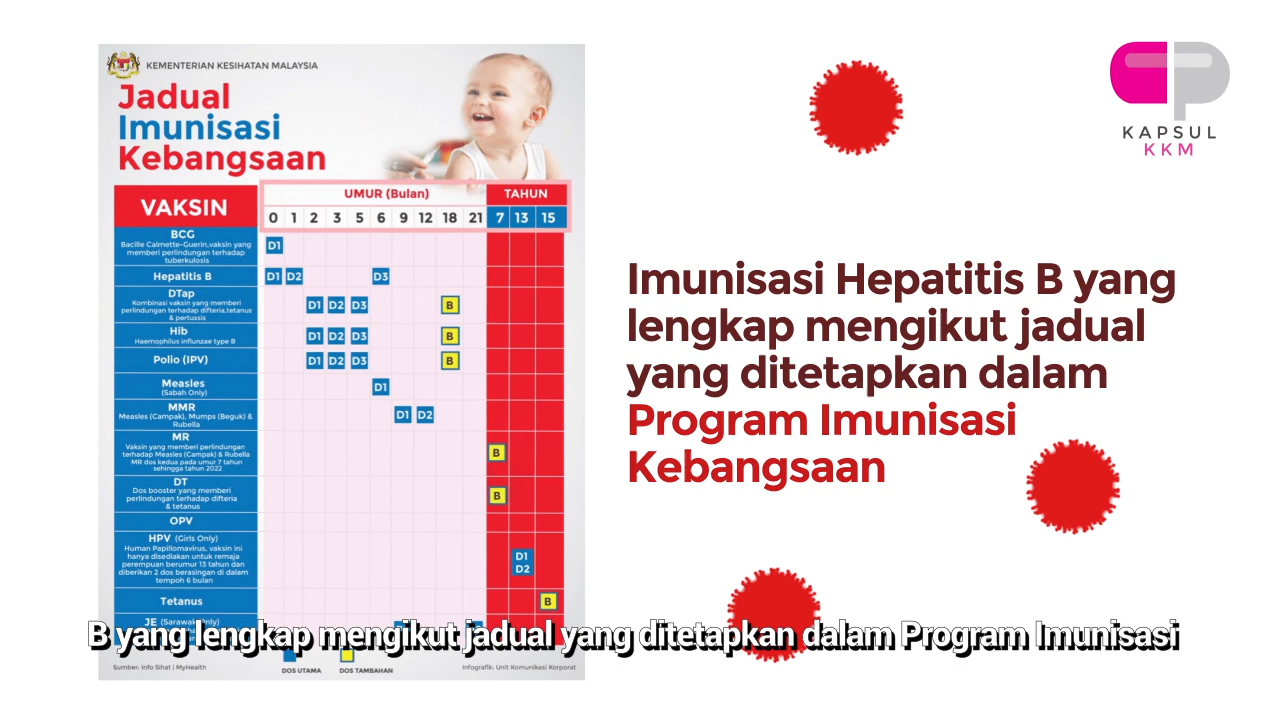 KEMENTERIAN KESIHATAN MALAYSIA
Jadual
Imunisasi
Kebangsaan
VAKSIN
UMUR (Bulan)
TAHUN
0 1 2 3 5 6 9 12 18 21 7 13 15
BCG
Bacille Calmette-Guerin,vaksin yang
memberi perlindungan terhadap
tuberkulosis
D1
Hepatitis B
D1 D2 D3
DTap
Kombinasi vaksin yang memberi
perlindungan terhadap difteria,tetanus
& pertussis
D1 D2 D3 B
Hib
Haemophilus influnzae type B
D1 D2 D3 B
Polio (IPV)
D1 D2 D3 B
Measles
(Sabah Only)
D1
MMR
Measles (Campak), Mumps (Beguk) &
Rubella
D1 D2
MR
Vaksin yang memberi perlindungan
terhadap Measles (Campak) & Rubella
MR dos kedua pada umur 7 tahun
sehingga tahun 2022
B
DT
Dos booster yang memberi
perlindungan terhadap difteria
& tetanus
B
OPV
HPV (Girls Only)
Human Papillomavirus, vaksin ini
hanya disediakan untuk remaja
perempuan berumur 13 tahun dan
diberikan 2 dos berasingan di dalam
tempoh 6 bulan
D1
D2
Tetanus
B
JE (Sarawak Only)
Sumber: Info Sihat | MyHealth
DOS UTAMA
DOS TAMBAHAN
Infografik: Unit Komunikasi Korporat
KAPSUL
KKM
Imunisasi Hepatitis B yang
lengkap mengikut jadual
yang ditetapkan dalam
Program Imunisasi
Kebangsaan
B yang lengkap mengikut jadual yang ditetapkan dalam Program Imunisasi